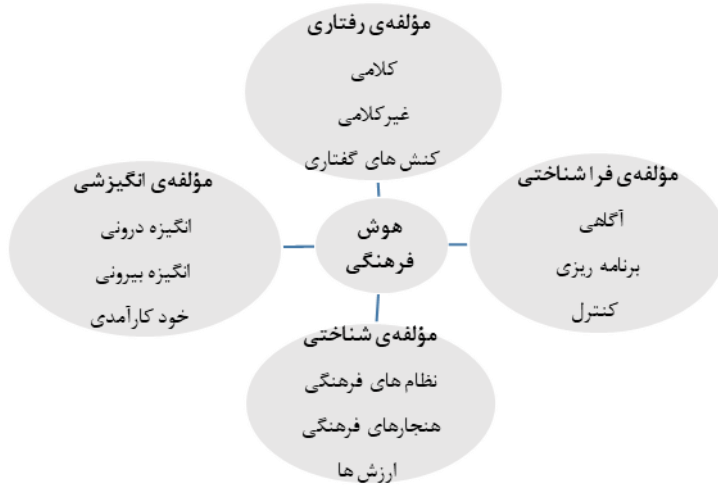 مؤلفه‌ی رفتاری
کلامی
غیرکلامی
کنش های گفتاری
مؤلفه‌ی فرا شناختی
آگاهی
برنامه ریزی
کنترل
هوش
فرهنگی
مؤلفه‌ی انگیزشی
انگیزه درونی
انگیزه بیرونی
خود کارآمدی
مؤلفه‌ی شناختی
نظام های فرهنگی
هنجارهای فرهنگی
ارزش ها